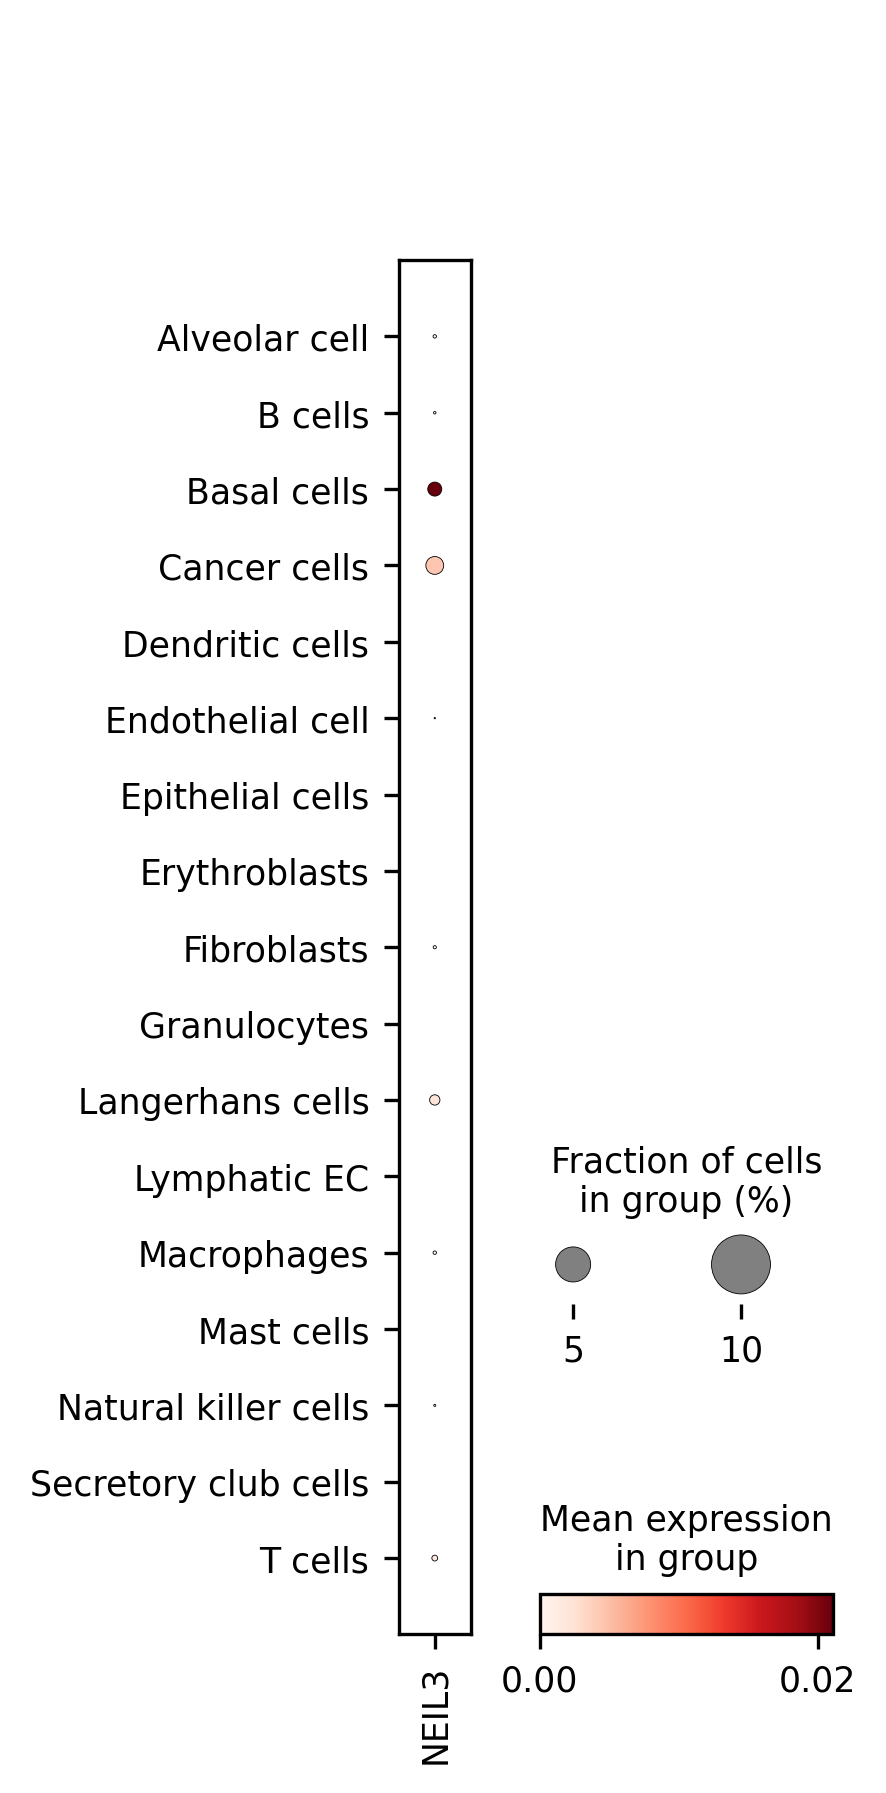 Alveolar cell
B cells
Basal cells
Cancer cells
Dendritic cells
Endothelial cell
Epithelial cells
Erythroblasts
Fibroblasts
Granulocytes
Langerhans cells
Lymphatic EC
Macrophages
Mast cells
Natural killer cells
Secretory club cells
T cells
NEIL3
Fraction of cells
in group (%)
5 10
Mean expression
in group
0.00 0.02